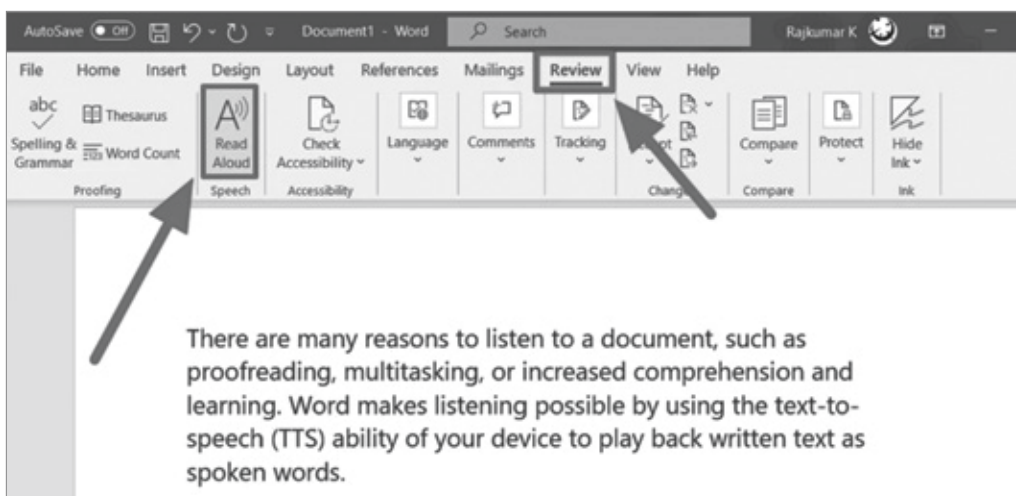 AutoSave Off Document1 - Word Search Rajkumar K
File Home Insert Design Layout References Mailings Review View Help
abc
Spelling & Grammar
Thesaurus
123 Word Count
Proofing
A
Read Aloud
Speech
Check Accessibility
Accessibility
Language
Comments
Tracking
Compare
Compare
Protect
Hide Ink
Ink
There are many reasons to listen to a document, such as
proofreading, multitasking, or increased comprehension and
learning. Word makes listening possible by using the text-to-
speech (TTS) ability of your device to play back written text as
spoken words.